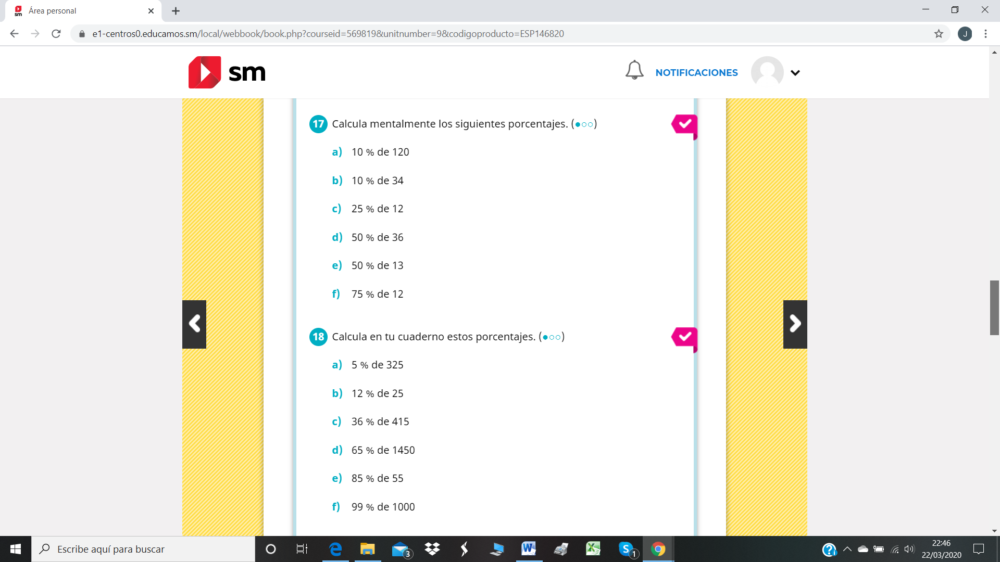 Área personal
e1-centros0.educamos.sm/local/webbook/book.php?courseid=569819&unitnumber=9&codigoproducto=ESP146820
J
sm
NOTIFICACIONES
17 Calcula mentalmente los siguientes porcentajes. (●○○)
a) 10 % de 120
b) 10 % de 34
c) 25 % de 12
d) 50 % de 36
e) 50 % de 13
f) 75 % de 12
18 Calcula en tu cuaderno estos porcentajes. (●○○)
a) 5 % de 325
b) 12 % de 25
c) 36 % de 415
d) 65 % de 1450
e) 85 % de 55
f) 99 % de 1000
Escribe aquí para buscar
3
1
22:46
22/03/2020